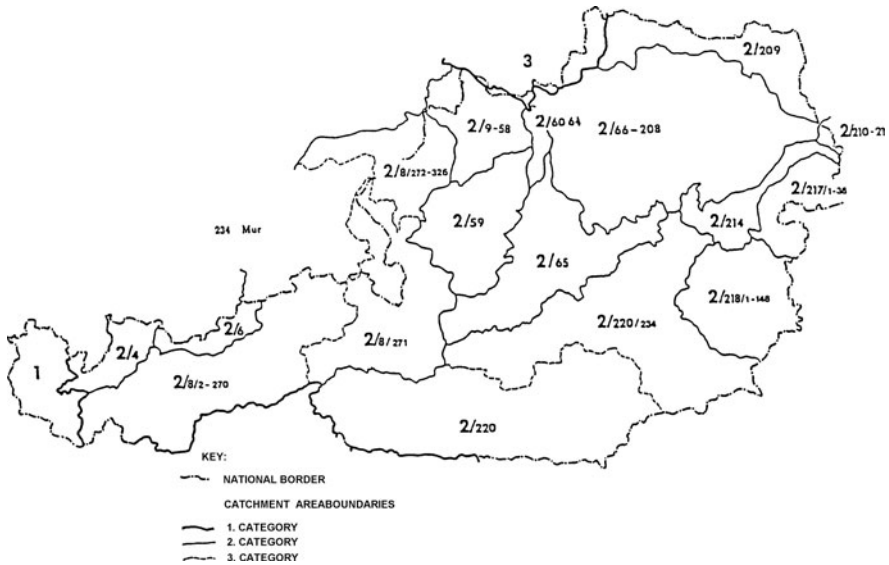 2/209
3
2/9-58
2/60 64
2/66-208
2/210-21
2/8/272-326
2/217/1-38
2/59
2/214
234 Mur
2/65
2/6
2/218/1-148
2/220/234
2/4
2/8/271
1
2/8/2-270
2/220
KEY:
NATIONAL BORDER
CATCHMENT AREABOUNDARIES
1. CATEGORY
2. CATEGORY
3. CATEGORY